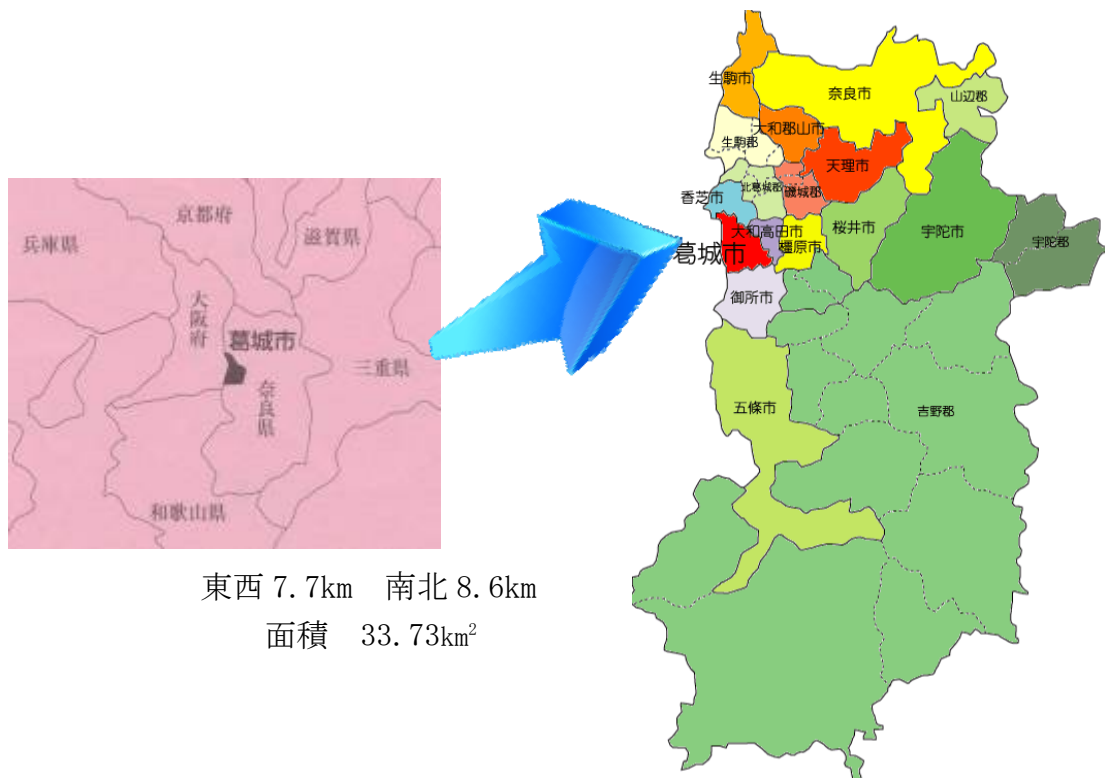 京都府
滋賀県
兵庫県
大阪府
葛城市
三重県
奈良県
和歌山県
東西 7.7km　南北 8.6km
面積　33.73km²
生駒市
奈良市
山辺郡
大和郡山市
生駒郡
天理市
北葛城郡
磯城郡
香芝市
大和高田市
桜井市
宇陀市
宇陀郡
葛城市
橿原市
御所市
五條市
吉野郡